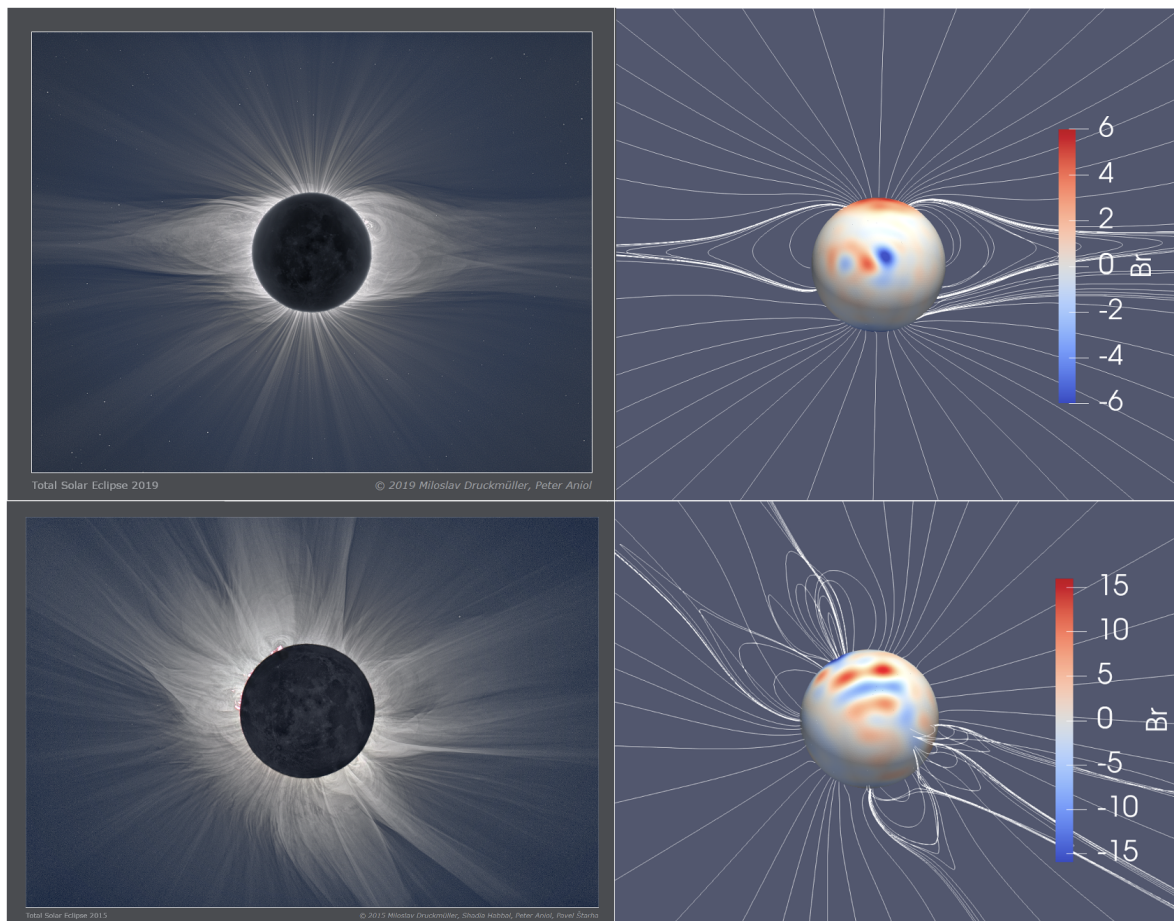 Total Solar Eclipse 2019
© 2019 Miloslav Druckmüller, Peter Aniol
6
4
2
0
-2
-4
-6
Br
Total Solar Eclipse 2015
© 2015 Miloslav Druckmüller, Shadia Habbal, Peter Aniol, Pavel Štarha
15
10
5
0
-5
-10
-15
Br